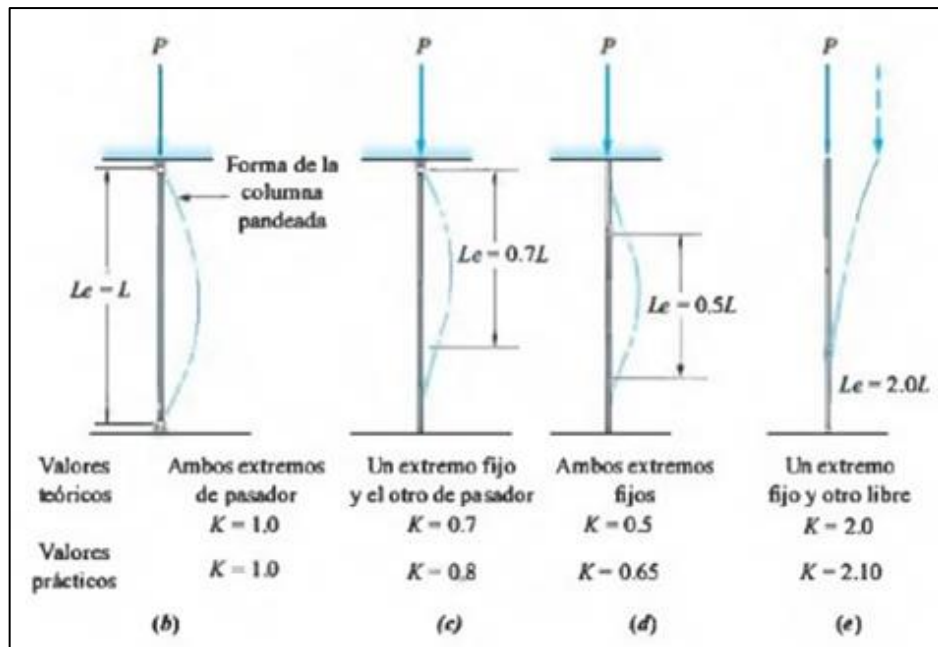 P P P P
Forma de la
columna
pandeada
Le = L
Le = 0.7L
Le = 0.5L
Le = 2.0L
Valores
teóricos
Ambos extremos
de pasador
K = 1.0
Un extremo fijo
y el otro de pasador
K = 0.7
Ambos extremos
fijos
K = 0.5
Un extremo
fijo y otro libre
K = 2.0
Valores
prácticos
K = 1.0
K = 0.8
K = 0.65
K = 2.10
(b) (c) (d) (e)